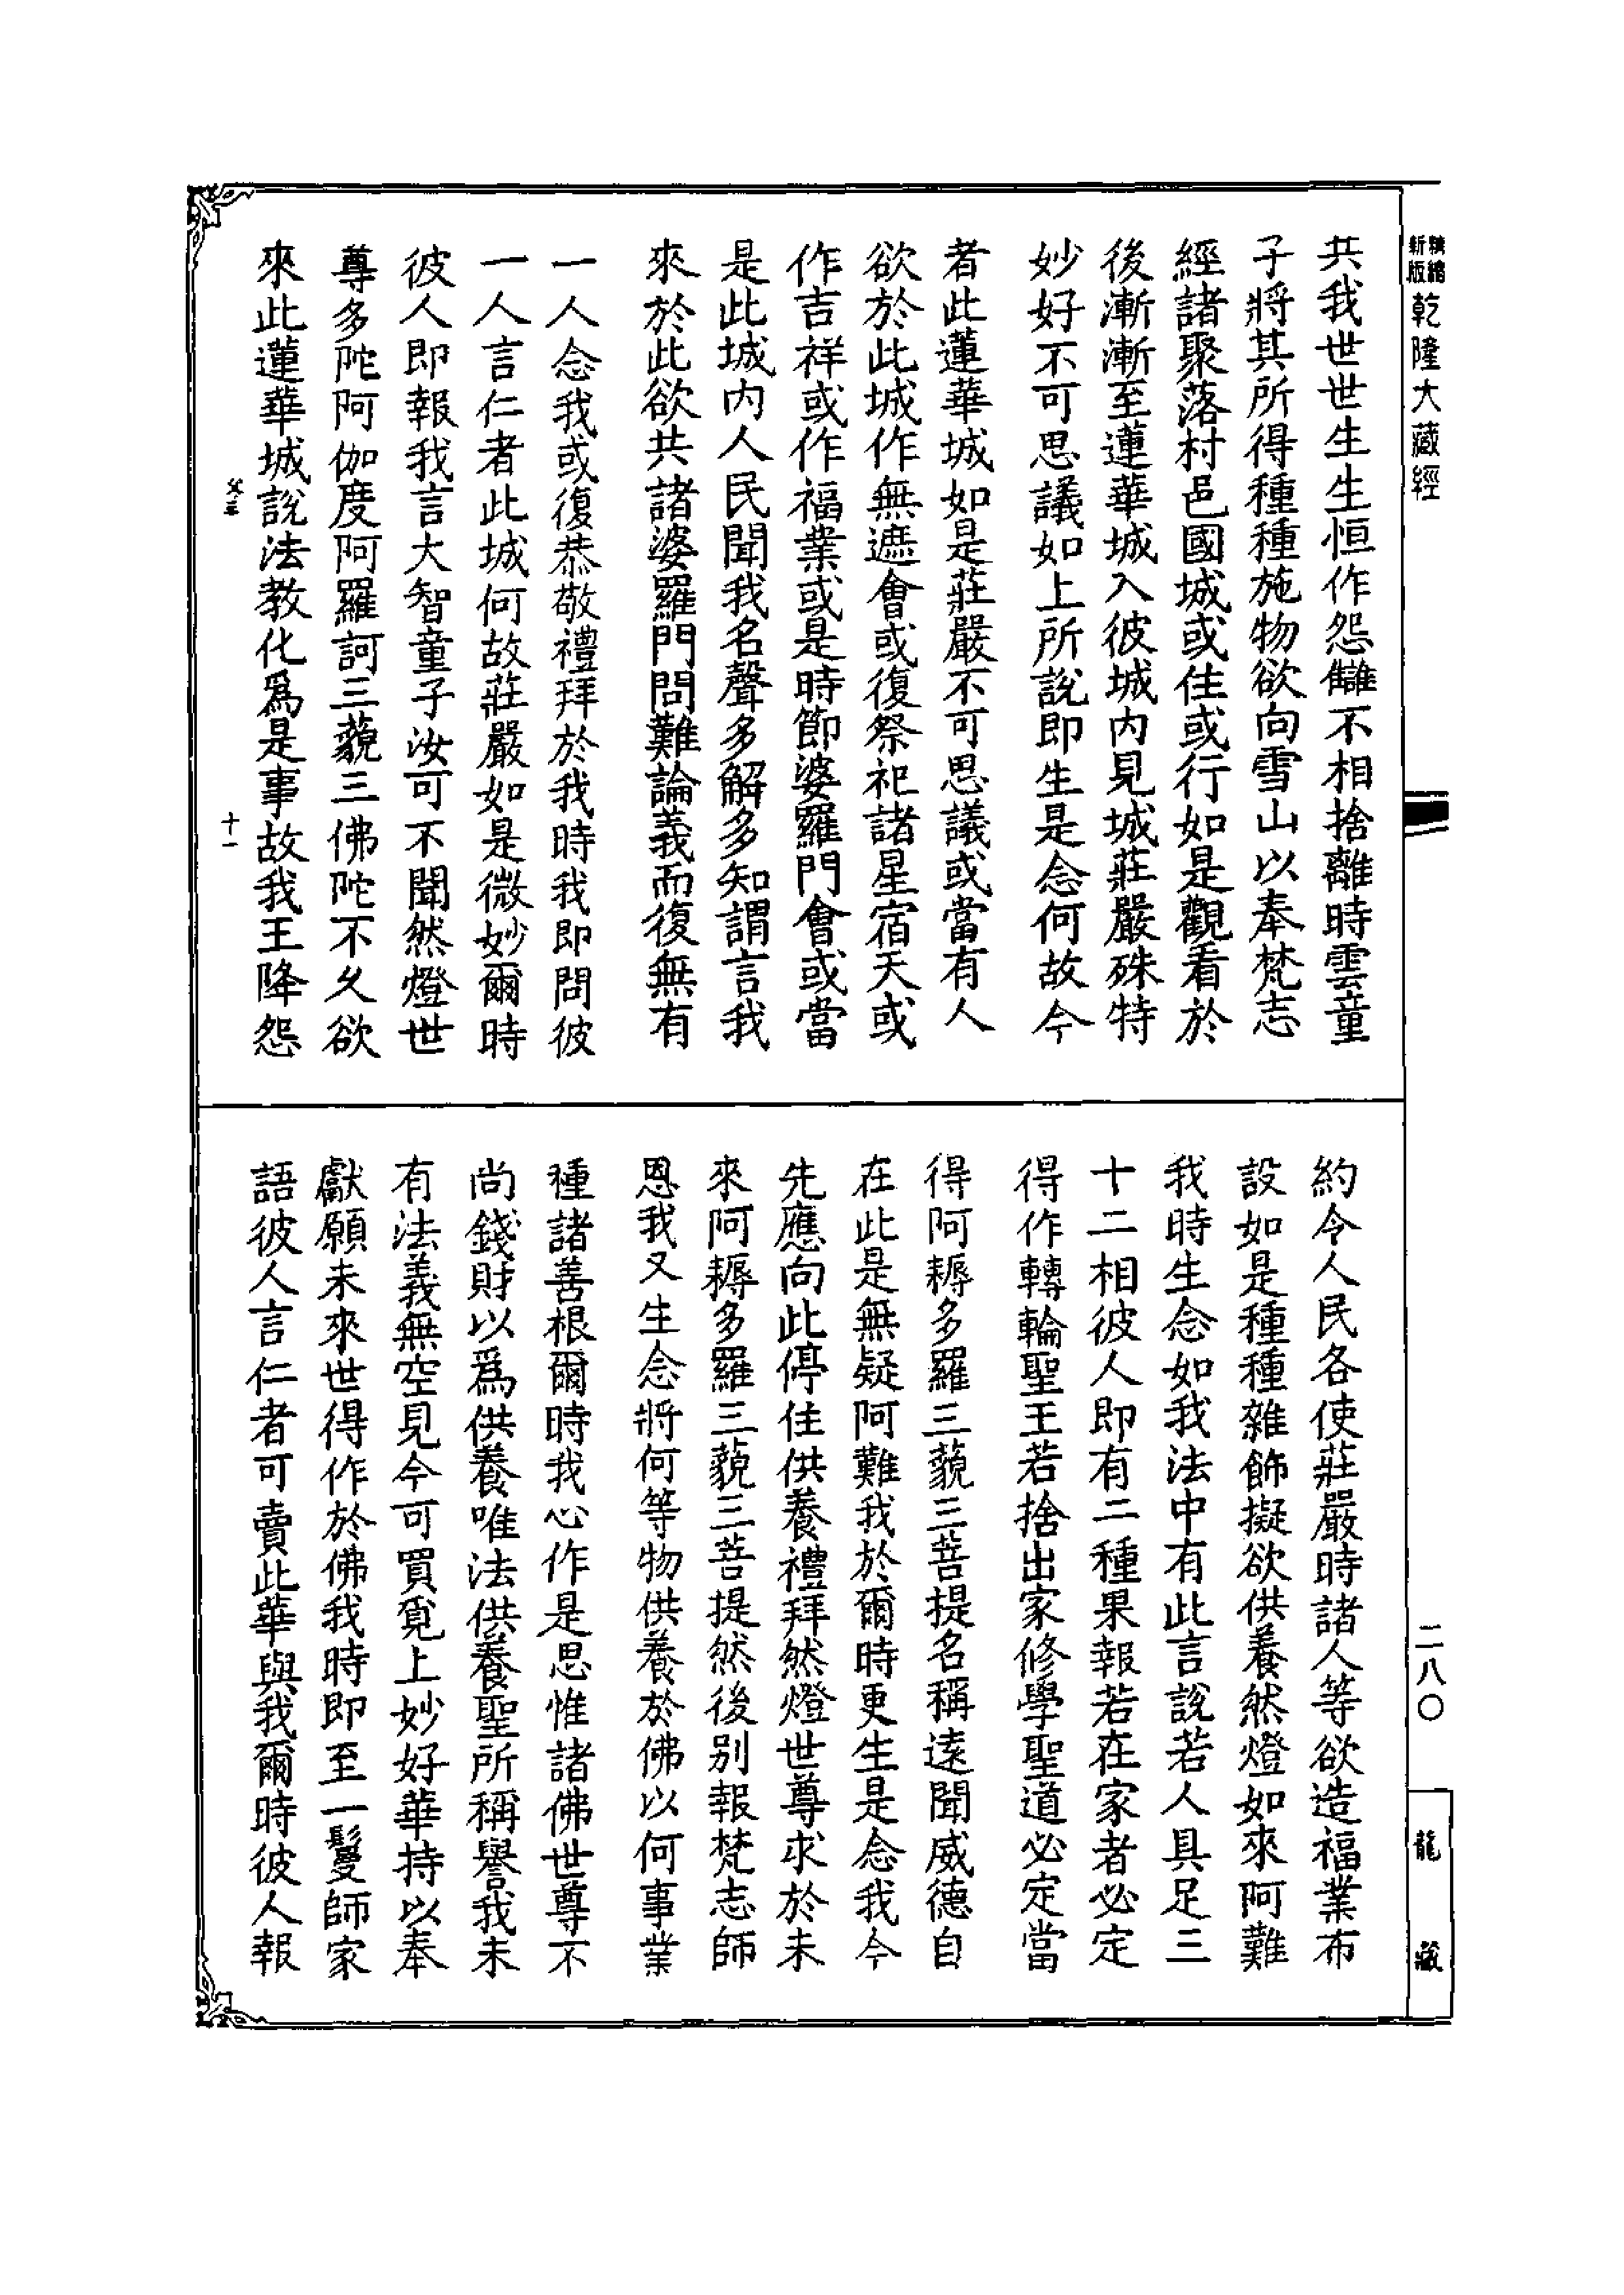 新版精縮
乾隆大藏經
二八〇
龍藏
共我世世生生恒作怨讎不相捨離時雲童
子將其所得種種施物欲向雪山以奉梵志
經諸聚落村邑國城或住或行如是觀看於
後漸漸至蓮華城入彼城內見城莊嚴殊特
妙好不可思議如上所說即生是念何故今
者此蓮華城如是莊嚴不可思議或當有人
欲於此城作無遮會或復祭祀諸星宿天或
作吉祥或作福業或是時節婆羅門會或當
是此城內人民聞我名聲多解多知謂言我
來於此欲共諸婆羅門問難論義而復無有
一人念我或復恭敬禮拜於我時我即問彼
一人言仁者此城何故莊嚴如是微妙爾時
彼人即報我言大智童子汝可不聞然燈世
尊多陀阿伽度阿羅訶三藐三佛陀不久欲
來此蓮華城說法教化爲是事故我王降怨
十一
約令人民各使莊嚴時諸人等欲造福業布
設如是種種雜飾擬欲供養然燈如來阿難
我時生念如我法中有此言說若人具足三
十二相彼人即有二種果報若在家者必定
得作轉輪聖王若捨出家修學聖道必定當
得阿耨多羅三藐三菩提名稱遠聞威德自
在此是無疑阿難我於爾時更生是念我今
先應向此停住供養禮拜然燈世尊求於未
來阿耨多羅三藐三菩提然後別報梵志師
恩我又生念將何等物供養於佛以何事業
種諸善根爾時我心作是思惟諸佛世尊不
尚錢財以爲供養唯法供養聖所稱譽我未
有法義無空見今可買覓上妙好華持以奉
獻願未來世得作於佛我時即至一鬘師家
語彼人言仁者可賣此華與我爾時彼人報